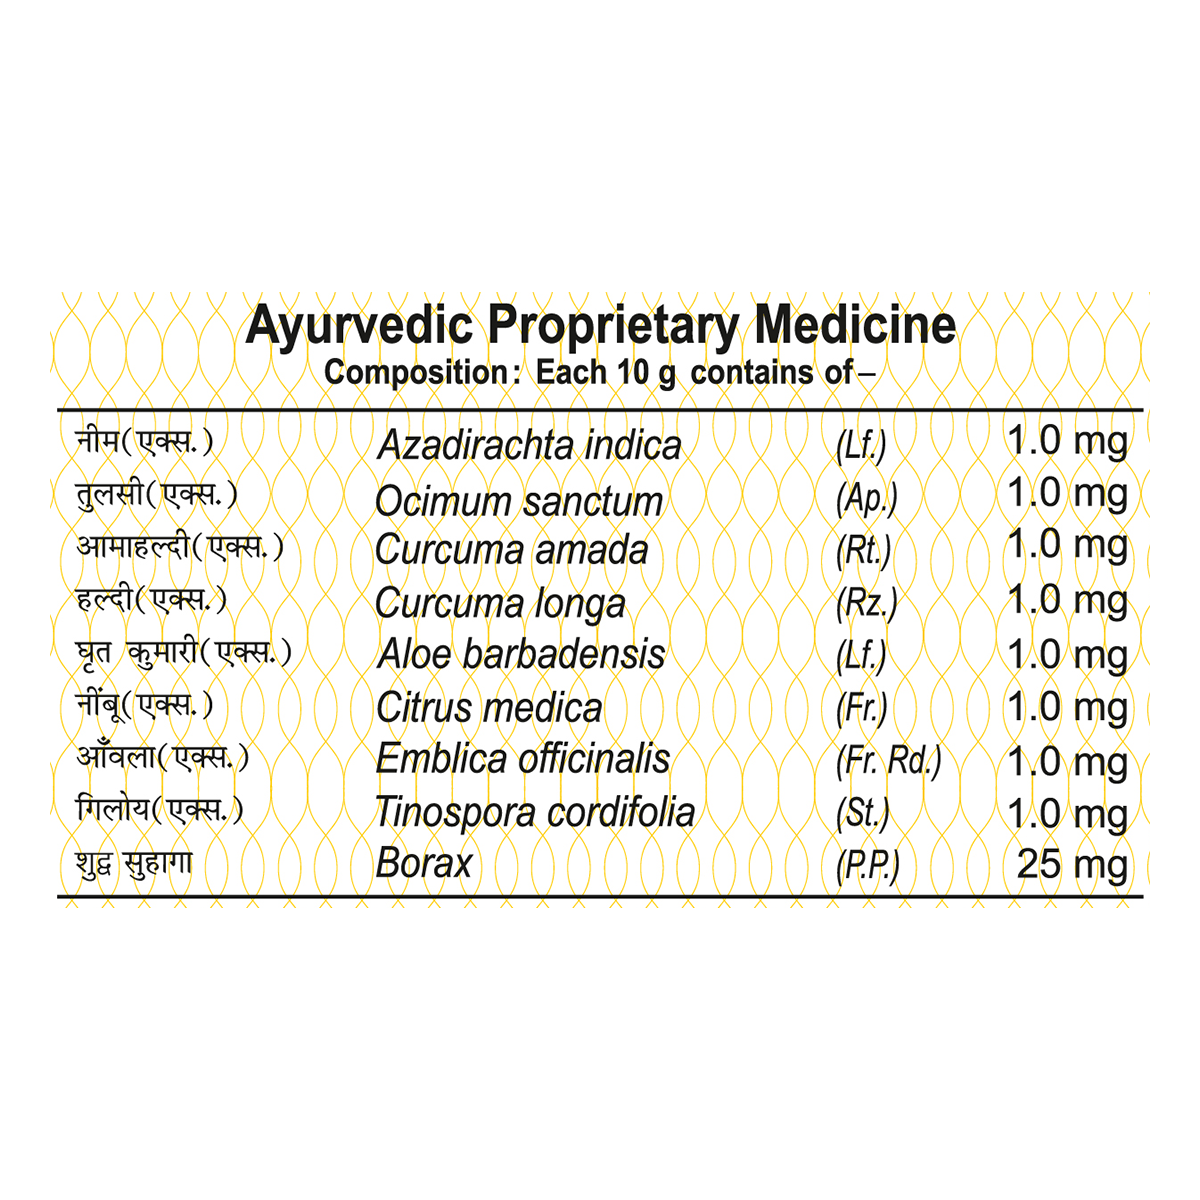 Ayurvedic Proprietary Medicine
Composition: Each 10 g contains of–
नीम(एक्स.) Azadirachta indica (Lf.) 1.0 mg
तुलसी(एक्स.) Ocimum sanctum (Ap.) 1.0 mg
आमाहल्दी(एक्स.) Curcuma amada (Rt.) 1.0 mg
हल्दी(एक्स.) Curcuma longa (Rz.) 1.0 mg
घृत कुमारी(एक्स.) Aloe barbadensis (Lf.) 1.0 mg
नींबू(एक्स.) Citrus medica (Fr.) 1.0 mg
आँवला(एक्स.) Emblica officinalis (Fr. Rd.) 1.0 mg
गिलोय(एक्स.) Tinospora cordifolia (St.) 1.0 mg
शुद्व सुहागा Borax (P.P.) 25 mg